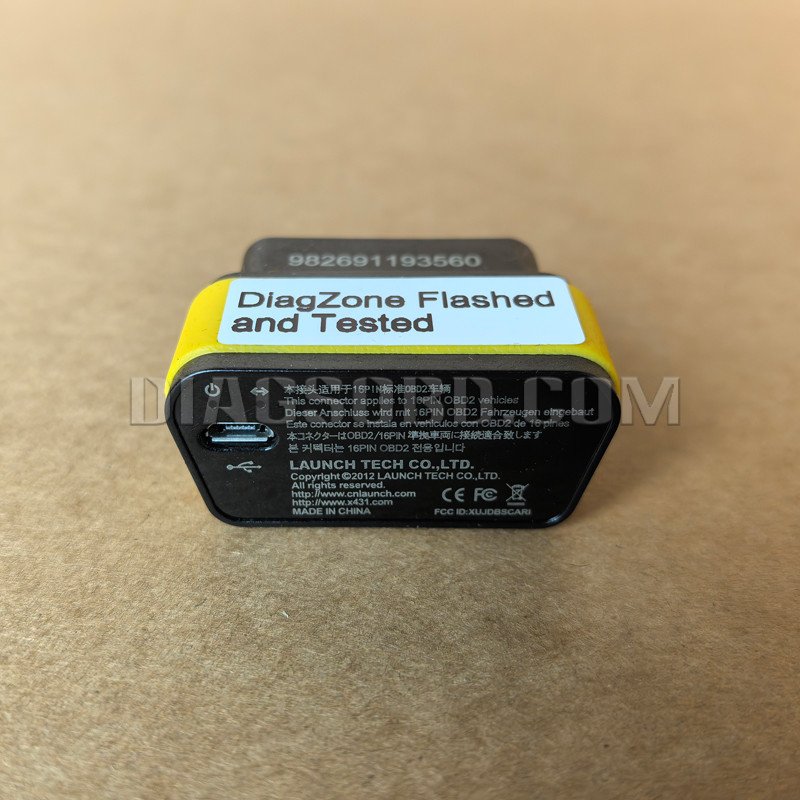 982691193560
DiagZone Flashed
and Tested
本接头适用于16PIN标准OBD2车辆
This connector applies to 16PIN OBD2 vehicles
Dieser Anschluss wird mit 16PIN OBD2 Fahrzeugen eingebaut
Este conector se instala en vehículos con OBD2 de 16 pines
本コネクターはOBD2/16PIN 準拠車両に接続適合致します
본 커넥터는 16PIN OBD2 전용입니다
LAUNCH TECH CO.,LTD.
Copyright©2012 LAUNCH TECH CO.,LTD.
All rights reserved.
http://www.cnlaunch.com
http://www.x431.com
MADE IN CHINA
CE FC
FCC ID:XUJDBSCARI